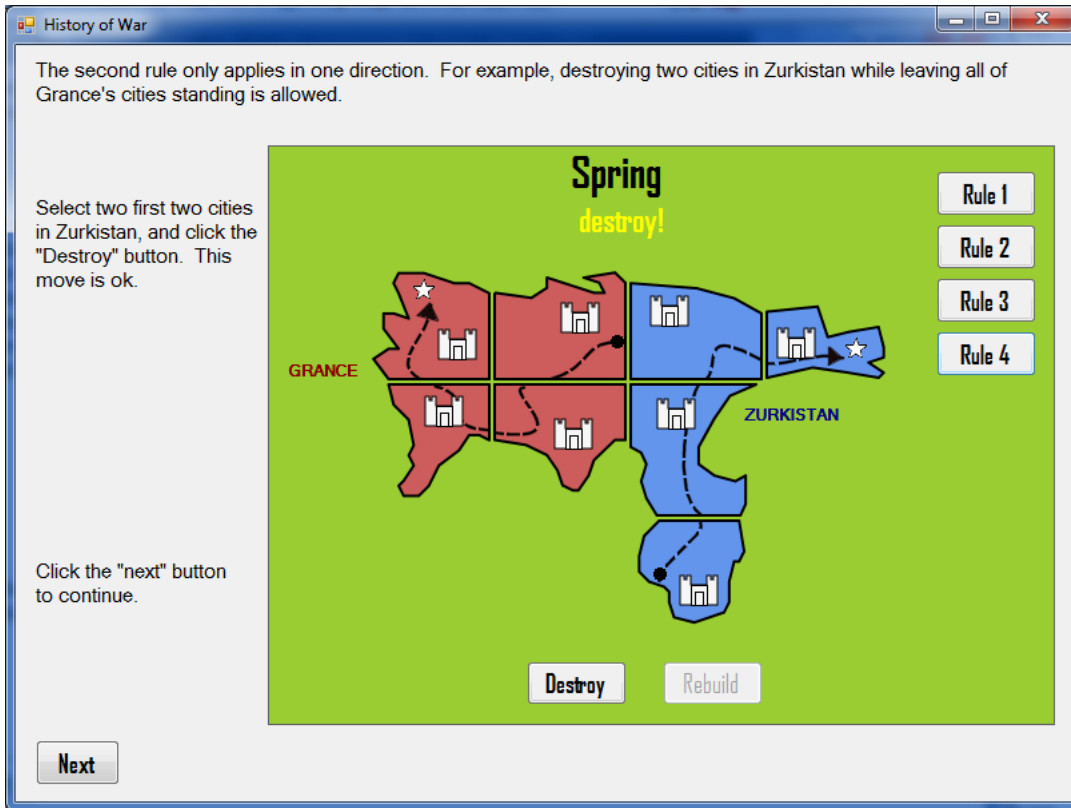 History of War
The second rule only applies in one direction.  For example, destroying two cities in Zurkistan while leaving all of
Grance's cities standing is allowed.
Spring
destroy!
Select two first two cities
in Zurkistan, and click the
"Destroy" button.  This
move is ok.
Rule 1
Rule 2
Rule 3
Rule 4
GRANCE
ZURKISTAN
Click the "next" button
to continue.
Destroy
Rebuild
Next